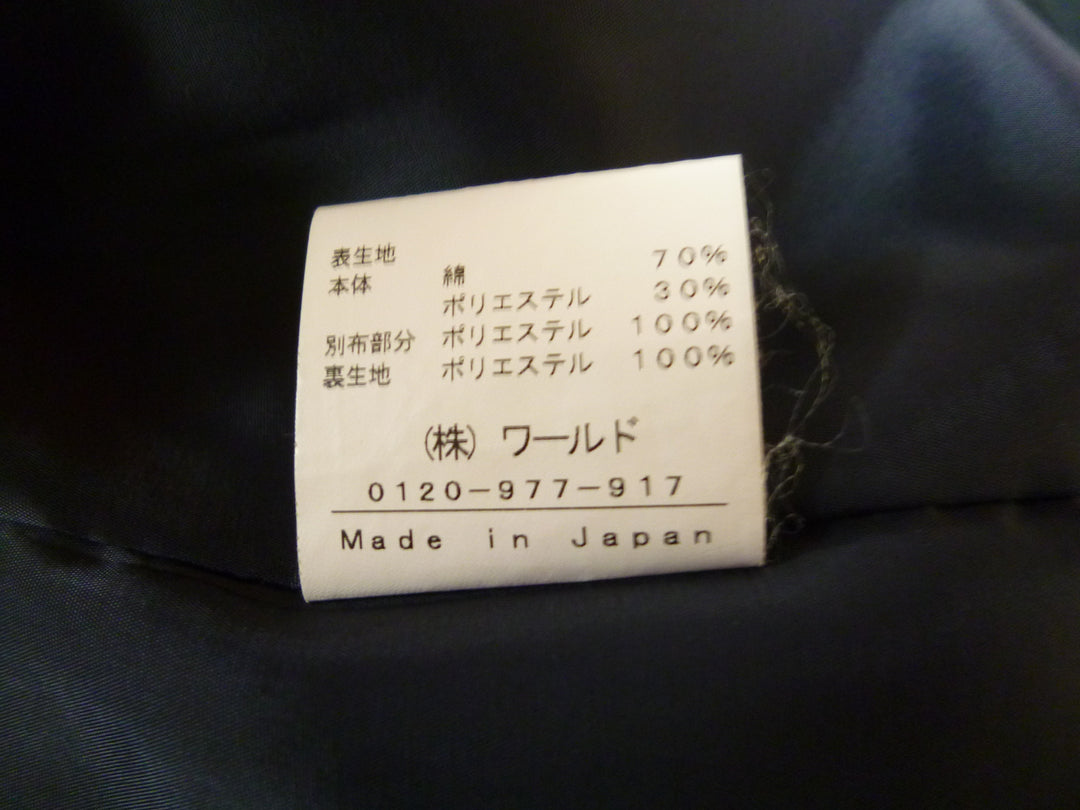 表生地
本体 綿 70%
ポリエステル 30%
別布部分 ポリエステル 100%
裏生地 ポリエステル 100%
(株) ワールド
0120-977-917
Made in Japan